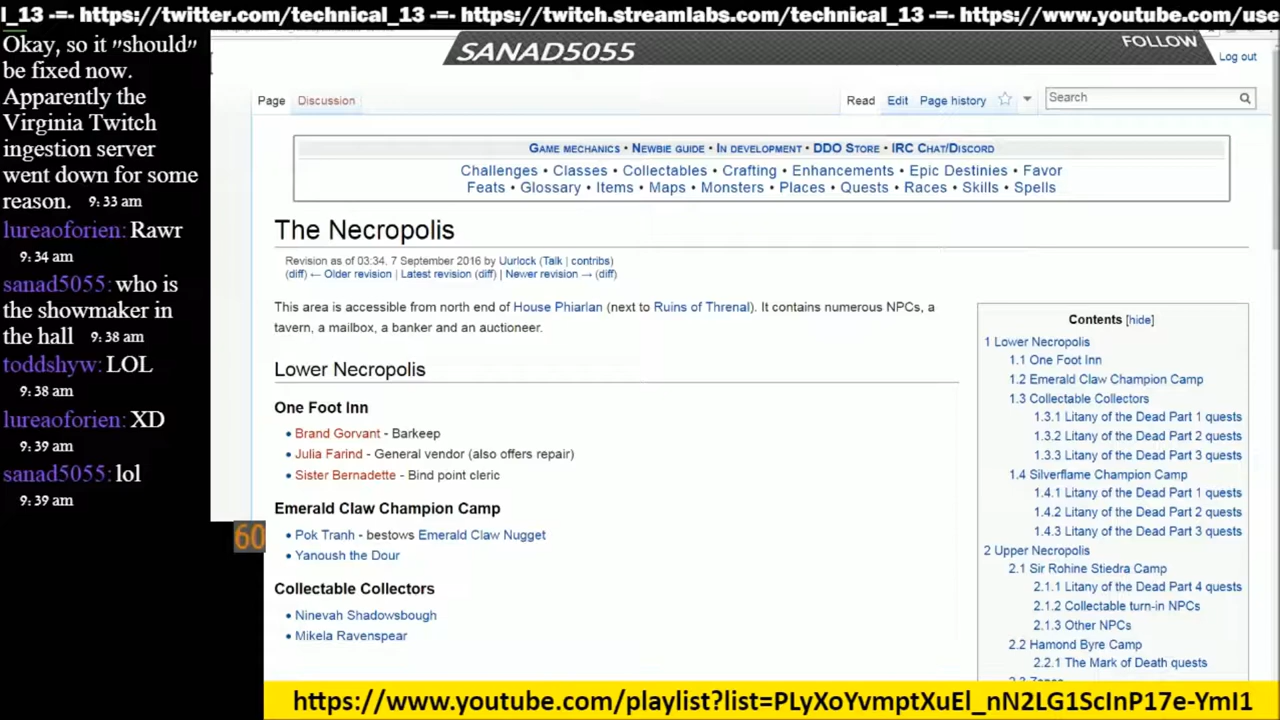 l_13 -=- https://twitter.com/technical_13 -=- https://twitch.streamlabs.com/technical_13 -=- https://www.youtube.com/use
Okay, so it "should"
be fixed now.
Apparently the
Virginia Twitch
ingestion server
went down for some
reason. 9:33 am
lureaoforien: Rawr
9:34 am
sanad5055: who is
the showmaker in
the hall 9:38 am
toddshyw: LOL
9:38 am
lureaoforien: XD
9:39 am
sanad5055: lol
9:39 am
SANAD5055
FOLLOW
Log out
Page Discussion
Read Edit Page history
Search
GAME MECHANICS • NEWBIE GUIDE • IN DEVELOPMENT • DDO STORE • IRC CHAT/DISCORD
Challenges • Classes • Collectables • Crafting • Enhancements • Epic Destinies • Favor
Feats • Glossary • Items • Maps • Monsters • Places • Quests • Races • Skills • Spells
The Necropolis
Revision as of 03:34, 7 September 2016 by Uurlock (Talk | contribs)
(diff) ← Older revision | Latest revision (diff) | Newer revision → (diff)
This area is accessible from north end of House Phiarlan (next to Ruins of Threnal). It contains numerous NPCs, a
tavern, a mailbox, a banker and an auctioneer.
Lower Necropolis
One Foot Inn
• Brand Gorvant - Barkeep
• Julia Farind - General vendor (also offers repair)
• Sister Bernadette - Bind point cleric
Emerald Claw Champion Camp
• Pok Tranh - bestows Emerald Claw Nugget
• Yanoush the Dour
Collectable Collectors
• Ninevah Shadowsbough
• Mikela Ravenspear
Contents [hide]
1 Lower Necropolis
1.1 One Foot Inn
1.2 Emerald Claw Champion Camp
1.3 Collectable Collectors
1.3.1 Litany of the Dead Part 1 quests
1.3.2 Litany of the Dead Part 2 quests
1.3.3 Litany of the Dead Part 3 quests
1.4 Silverflame Champion Camp
1.4.1 Litany of the Dead Part 1 quests
1.4.2 Litany of the Dead Part 2 quests
1.4.3 Litany of the Dead Part 3 quests
2 Upper Necropolis
2.1 Sir Rohine Stiedra Camp
2.1.1 Litany of the Dead Part 4 quests
2.1.2 Collectable turn-in NPCs
2.1.3 Other NPCs
2.2 Hamond Byre Camp
2.2.1 The Mark of Death quests
60
https://www.youtube.com/playlist?list=PLyXoYvmptXuEl_nN2LG1ScInP17e-YmI1